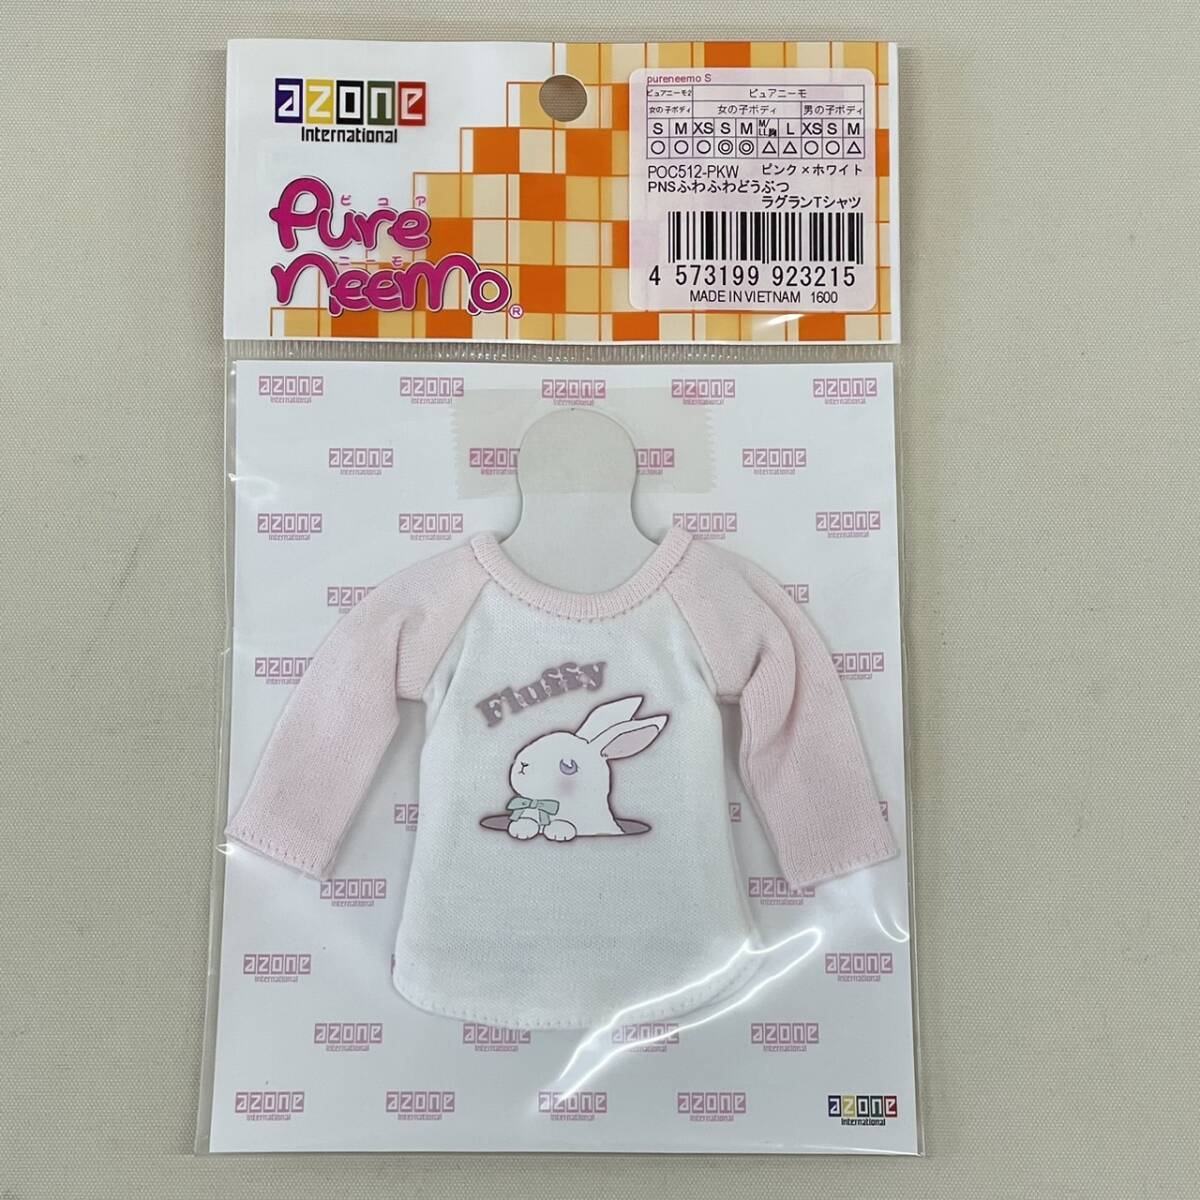 azone
International
ピュア
Pure
ニーモ
neemo®
pureneemo S
ピュアニーモ2 ピュアニーモ
女の子ボディ 女の子ボディ 男の子ボディ
S M XS S M M/LL胸 L XS S M
○ ○ ○ ◎ ◎ △ △ ○ ○ △
POC512-PKW ピンク×ホワイト
PNSふわふわどうぶつ
ラグランTシャツ
4 573199 923215
MADE IN VIETNAM 1600
Fluffy
azone
International